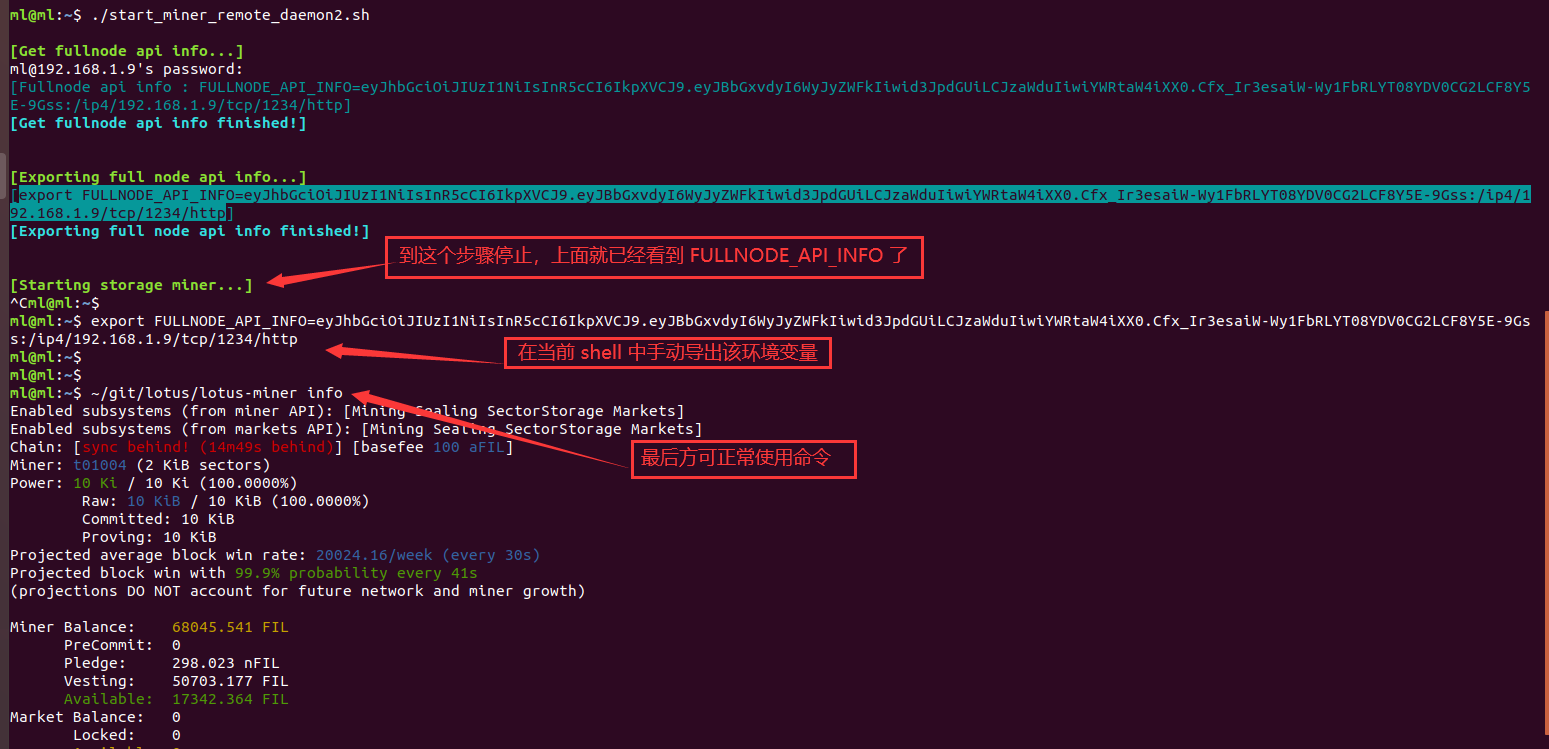 ml@ml:~$ ./start_miner_remote_daemon2.sh
[Get fullnode api info...]
ml@192.168.1.9's password:
[Fullnode api info : FULLNODE_API_INFO=eyJhbGciOiJIUzI1NiIsInR5cCI6IkpXVCJ9.eyJBbGxvdyI6WyJyZWFkIiwid3JpdGUiLCJzaWduIiwiYWRtaW4iXX0.Cfx_Ir3esaiW-Wy1FbRLYT08YDV0CG2LCF8Y5
E-9Gss:/ip4/192.168.1.9/tcp/1234/http]
[Get fullnode api info finished!]
[Exporting full node api info...]
[export FULLNODE_API_INFO=eyJhbGciOiJIUzI1NiIsInR5cCI6IkpXVCJ9.eyJBbGxvdyI6WyJyZWFkIiwid3JpdGUiLCJzaWduIiwiYWRtaW4iXX0.Cfx_Ir3esaiW-Wy1FbRLYT08YDV0CG2LCF8Y5E-9Gss:/ip4/1
92.168.1.9/tcp/1234/http]
[Exporting full node api info finished!]
到这个步骤停止，上面就已经看到 FULLNODE_API_INFO 了
[Starting storage miner...]
^Cml@ml:~$
ml@ml:~$ export FULLNODE_API_INFO=eyJhbGciOiJIUzI1NiIsInR5cCI6IkpXVCJ9.eyJBbGxvdyI6WyJyZWFkIiwid3JpdGUiLCJzaWduIiwiYWRtaW4iXX0.Cfx_Ir3esaiW-Wy1FbRLYT08YDV0CG2LCF8Y5E-9Gs
s:/ip4/192.168.1.9/tcp/1234/http
在当前 shell 中手动导出该环境变量
ml@ml:~$
ml@ml:~$
ml@ml:~$ ~/git/lotus/lotus-miner info
Enabled subsystems (from miner API): [Mining Sealing SectorStorage Markets]
Enabled subsystems (from markets API): [Mining Sealing SectorStorage Markets]
Chain: [sync behind! (14m49s behind)] [basefee 100 aFIL]
最后方可正常使用命令
Miner: t01004 (2 KiB sectors)
Power: 10 Ki / 10 Ki (100.0000%)
Raw: 10 KiB / 10 KiB (100.0000%)
Committed: 10 KiB
Proving: 10 KiB
Projected average block win rate: 20024.16/week (every 30s)
Projected block win with 99.9% probability every 41s
(projections DO NOT account for future network and miner growth)
Miner Balance: 68045.541 FIL
PreCommit: 0
Pledge: 298.023 nFIL
Vesting: 50703.177 FIL
Available: 17342.364 FIL
Market Balance: 0
Locked: 0